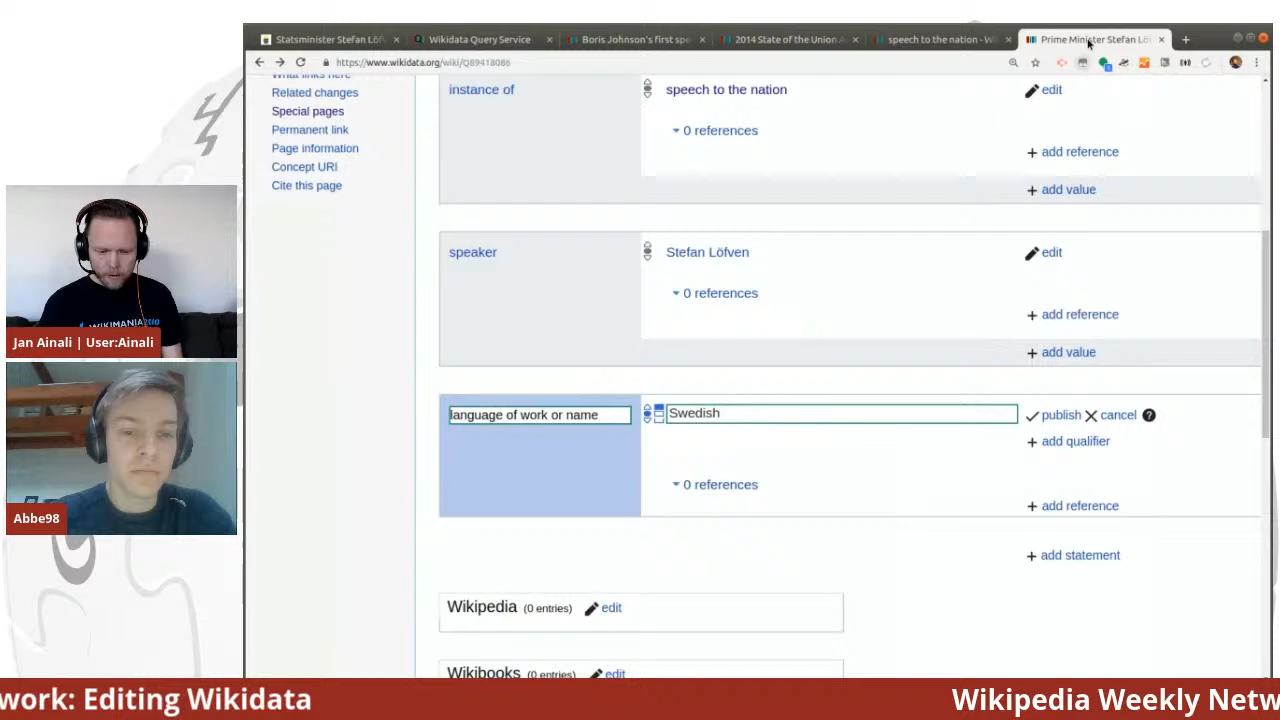 Statsminister Stefan Löf
Wikidata Query Service
Boris Johnson's first spe
2014 State of the Union A
speech to the nation - W
Prime Minister Stefan Lö
https://www.wikidata.org/wiki/Q89418086
What links here
Related changes
Special pages
Permanent link
Page information
Concept URI
Cite this page
instance of
speech to the nation
edit
0 references
+ add reference
+ add value
speaker
Stefan Löfven
edit
0 references
+ add reference
+ add value
language of work or name
Swedish
publish cancel ?
+ add qualifier
0 references
+ add reference
+ add statement
Wikipedia (0 entries) edit
Wikibooks (0 entries) edit
WIKIMANIA
Jan Ainali | User:Ainali
Abbe98
work: Editing Wikidata
Wikipedia Weekly Netw